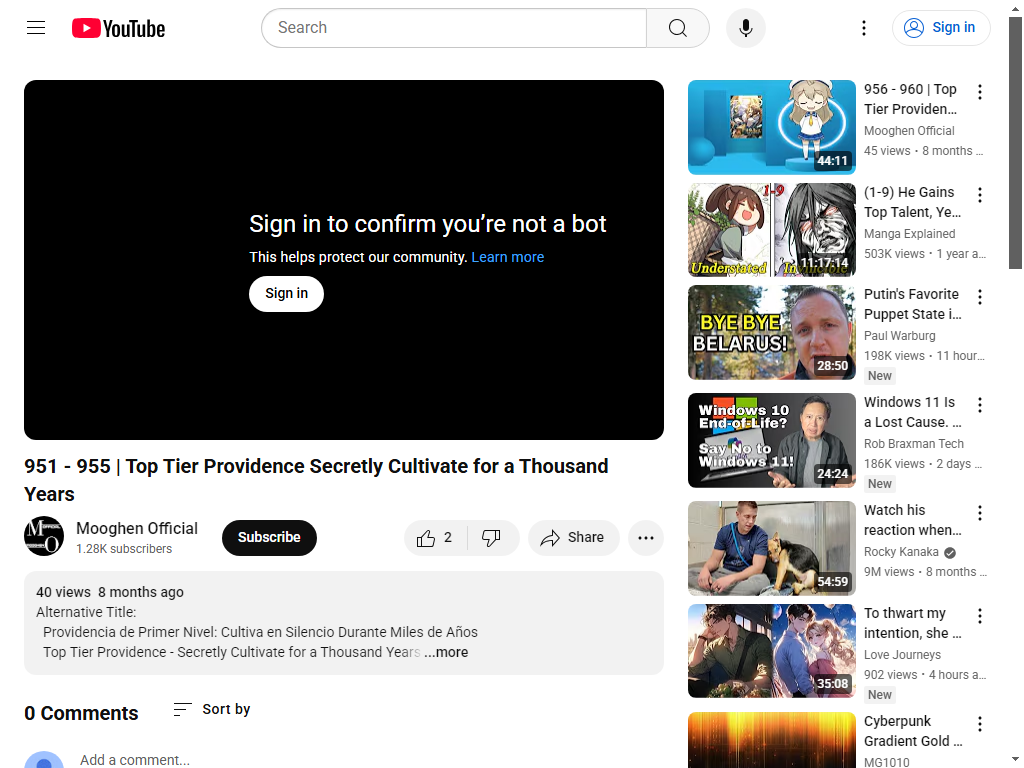 YouTube
Search
Sign in
Sign in to confirm you're not a bot
This helps protect our community. Learn more
Sign in
951 - 955 | Top Tier Providence Secretly Cultivate for a Thousand
Years
Mooghen Official
1.28K subscribers
Subscribe
2
Share
40 views 8 months ago
Alternative Title:
Providencia de Primer Nivel: Cultiva en Silencio Durante Miles de Años
Top Tier Providence - Secretly Cultivate for a Thousand Years ...more
0 Comments
Sort by
Add a comment...
44:11
956 - 960 | Top
Tier Providen...
Mooghen Official
45 views • 8 months ...
1-9
11:17:14
Understated Invincible
(1-9) He Gains
Top Talent, Ye...
Manga Explained
503K views • 1 year a...
BYE BYE
BELARUS!
28:50
Putin's Favorite
Puppet State i...
Paul Warburg
198K views • 11 hour...
New
Windows 10
End-of-Life?
Say No to
Windows 11!
24:24
Windows 11 Is
a Lost Cause. ...
Rob Braxman Tech
186K views • 2 days ...
New
54:59
Watch his
reaction when...
Rocky Kanaka
9M views • 8 months ...
35:08
To thwart my
intention, she ...
Love Journeys
902 views • 4 hours a...
New
Cyberpunk
Gradient Gold ...
MG1010